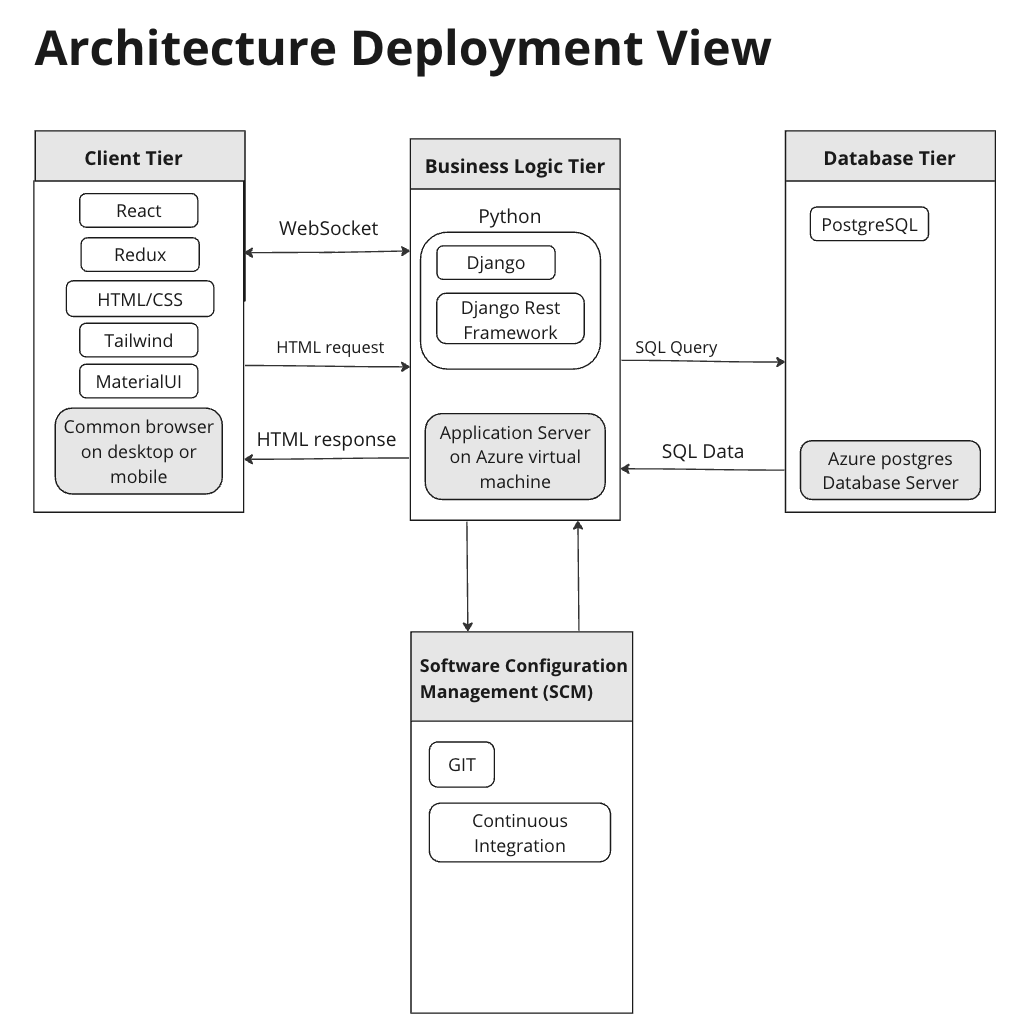 Architecture Deployment View
Client Tier
React
Redux
HTML/CSS
Tailwind
MaterialUI
Common browser
on desktop or
mobile
WebSocket
HTML request
HTML response
Business Logic Tier
Python
Django
Django Rest
Framework
Application Server
on Azure virtual
machine
SQL Query
SQL Data
Database Tier
PostgreSQL
Azure postgres
Database Server
Software Configuration
Management (SCM)
GIT
Continuous
Integration